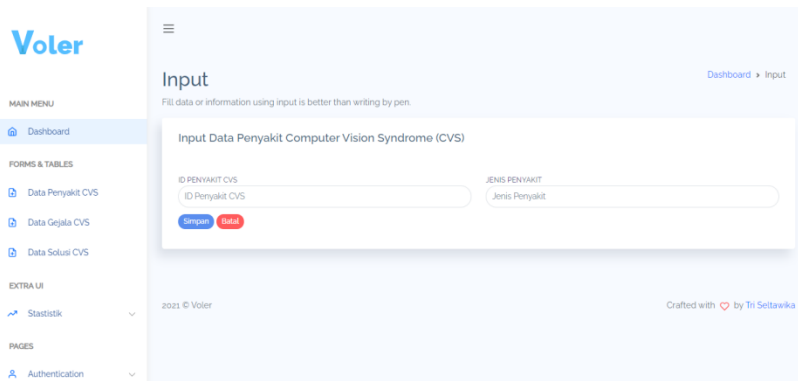 Voler
MAIN MENU
Dashboard
FORMS & TABLES
Data Penyakit CVS
Data Gejala CVS
Data Solusi CVS
EXTRA UI
Stastistik
PAGES
Authentication
Input
Dashboard > Input
Fill data or information using input is better than writing by pen.
Input Data Penyakit Computer Vision Syndrome (CVS)
ID PENYAKIT CVS
JENIS PENYAKIT
ID Penyakit CVS
Jenis Penyakit
Simpan Batal
2021 © Voler
Crafted with ♡ by Tri Seltawika